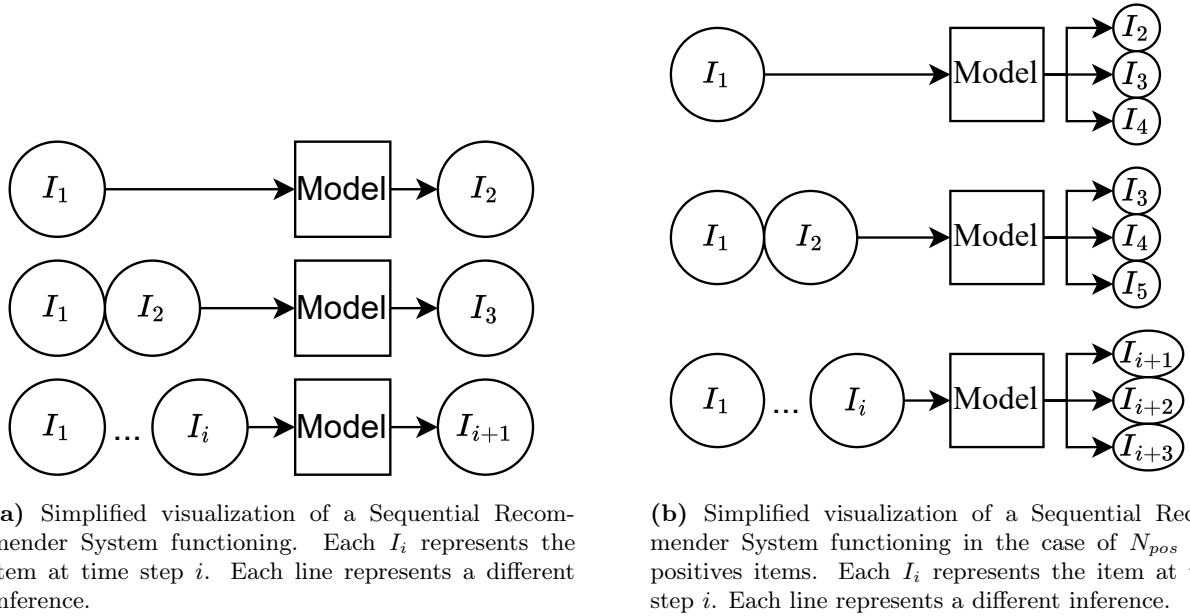 I₁ Model I₂
I₁ I₂ Model I₃
I₁ ... Iᵢ Model Iᵢ₊₁
a) Simplified visualization of a Sequential Recom-
mender System functioning. Each Iᵢ represents the
tem at time step i. Each line represents a different
nference.
I₁ Model I₂
I₃
I₄
I₁ I₂ Model I₃
I₄
I₅
I₁ ... Iᵢ Model Iᵢ₊₁
Iᵢ₊₂
Iᵢ₊₃
(b) Simplified visualization of a Sequential Rec
mender System functioning in the case of Nₚₒₛ
positives items. Each Iᵢ represents the item at
step i. Each line represents a different inference.